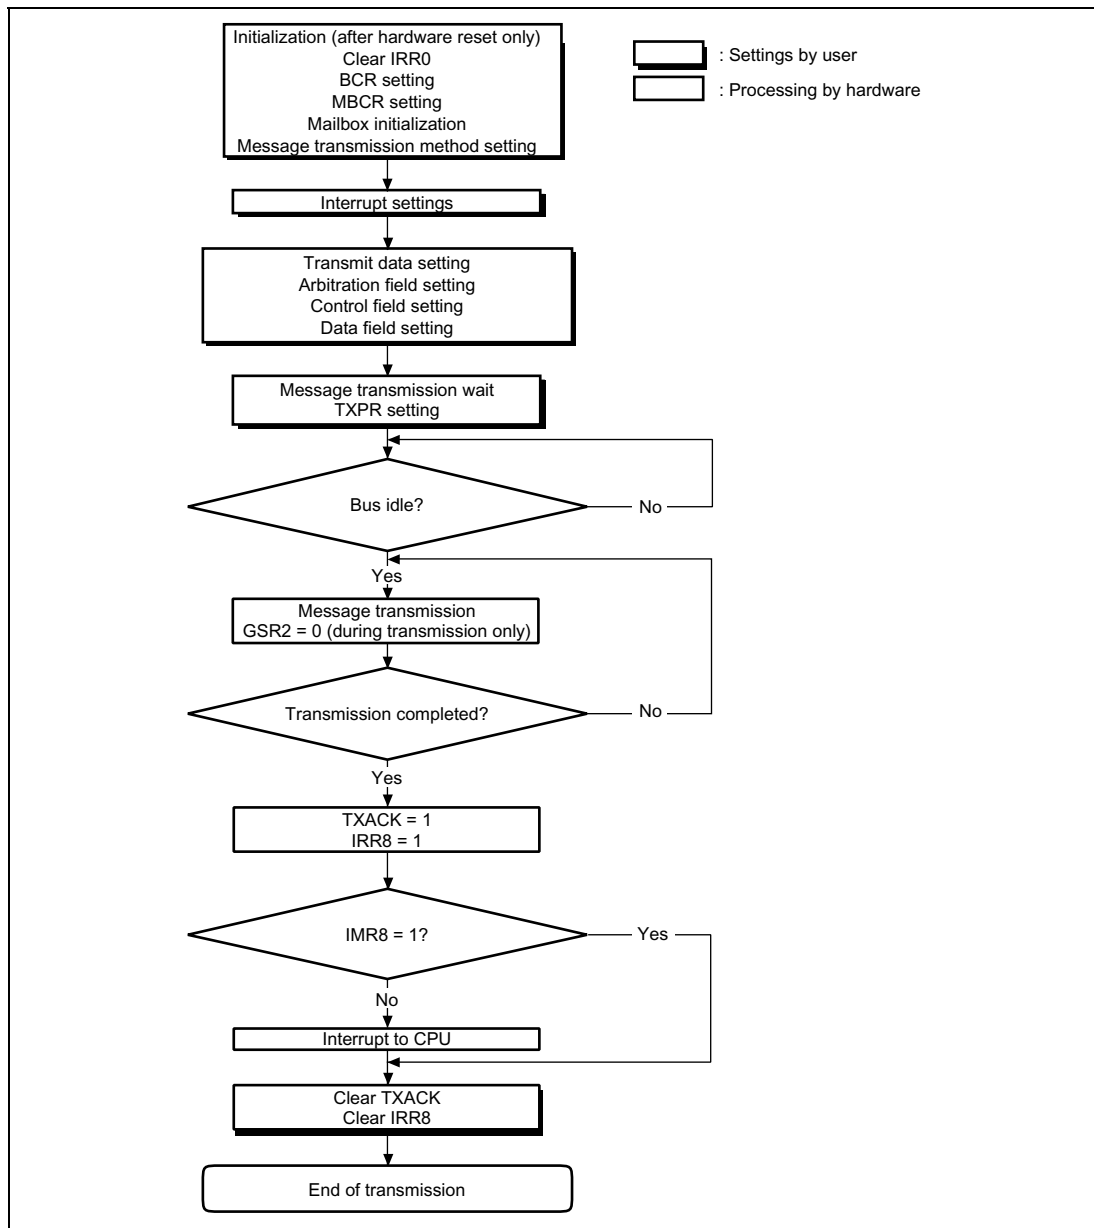 Initialization (after hardware reset only)
Clear IRR0
BCR setting
MBCR setting
Mailbox initialization
Message transmission method setting
: Settings by user
: Processing by hardware
Interrupt settings
Transmit data setting
Arbitration field setting
Control field setting
Data field setting
Message transmission wait
TXPR setting
Bus idle?
No
Yes
Message transmission
GSR2 = 0 (during transmission only)
Transmission completed?
No
Yes
TXACK = 1
IRR8 = 1
IMR8 = 1?
Yes
No
Interrupt to CPU
Clear TXACK
Clear IRR8
End of transmission